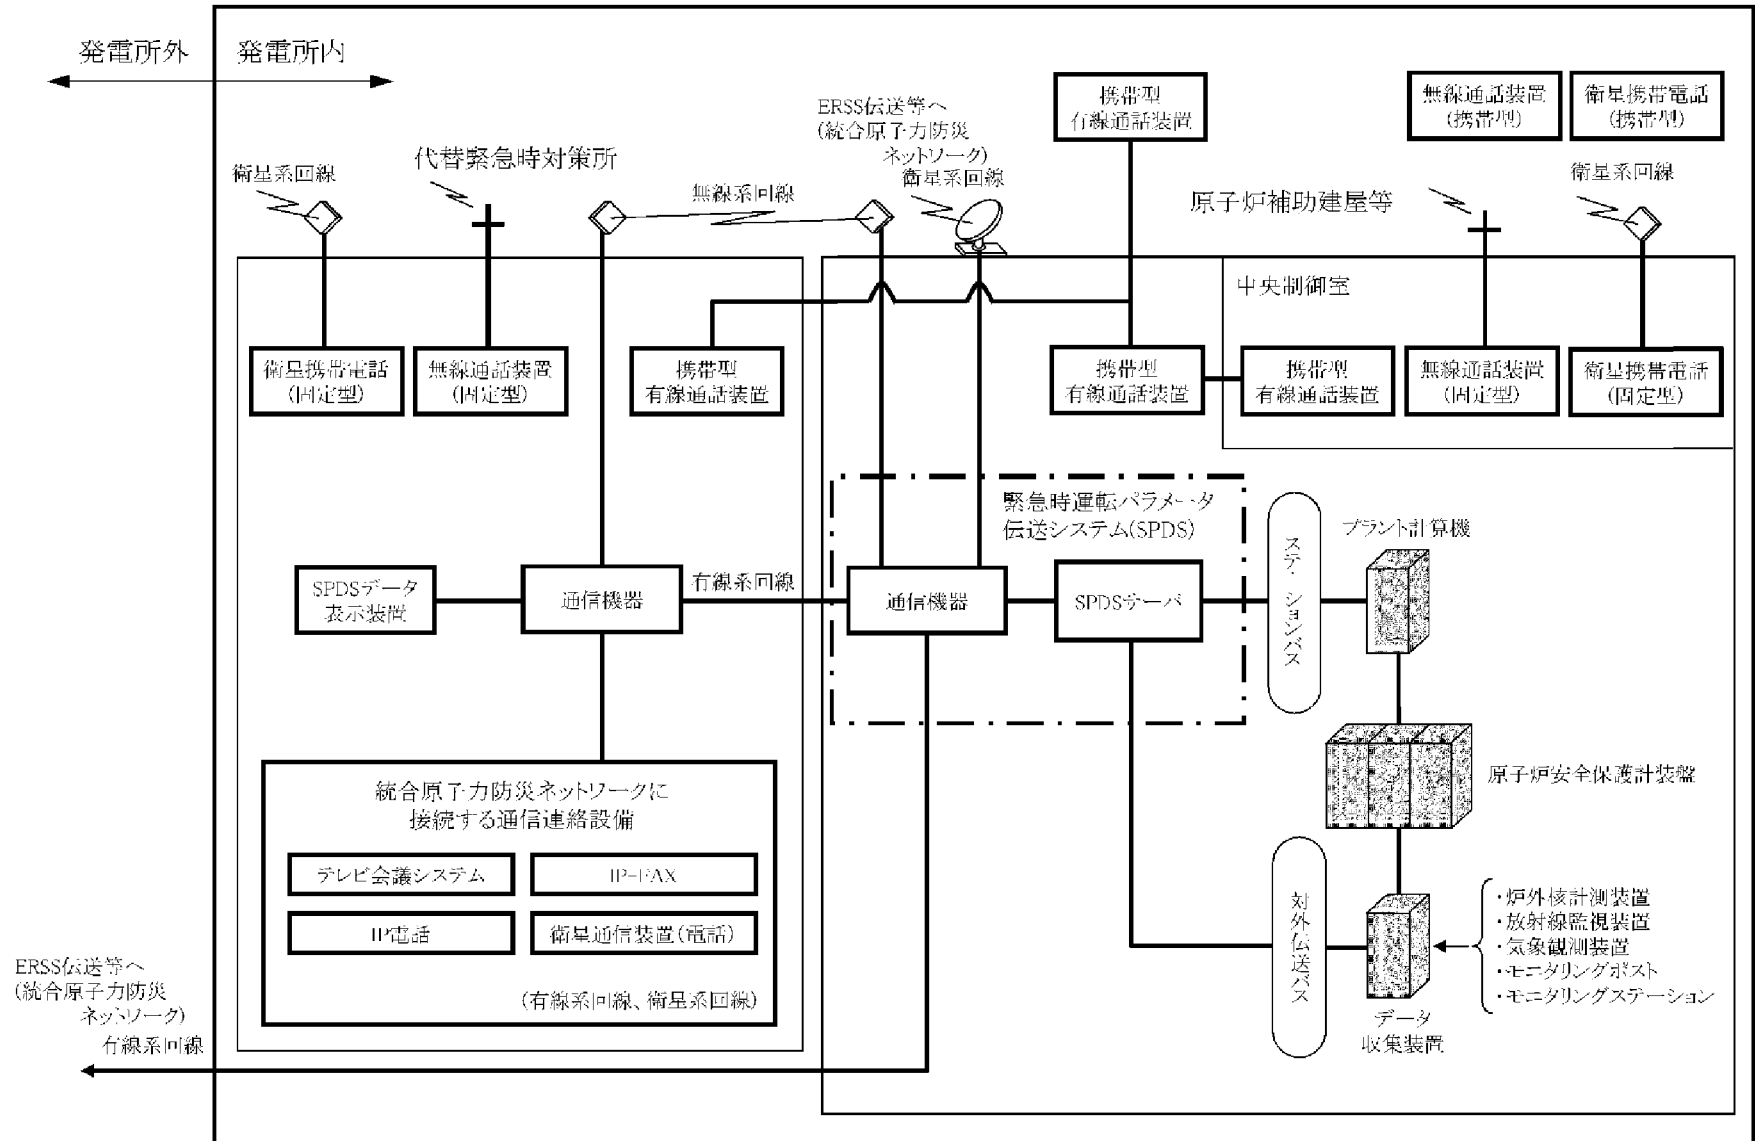 発電所外
発電所内
ERSS伝送等へ
(統合原子力防災
ネットワーク)
衛星系回線
携帯型
有線通話装置
無線通話装置
(携帯型)
衛星携帯電話
(携帯型)
衛星系回線
代替緊急時対策所
無線系回線
原子炉補助建屋等
衛星系回線
中央制御室
衛星携帯電話
(固定型)
無線通話装置
(固定型)
携帯型
有線通話装置
携帯型
有線通話装置
携帯型
有線通話装置
無線通話装置
(固定型)
衛星携帯電話
(固定型)
緊急時運転パラメータ
伝送システム(SPDS)
ステーションバス
プラント計算機
SPDSデータ
表示装置
通信機器
有線系回線
通信機器
SPDSサーバ
原子炉安全保護計装盤
統合原子力防災ネットワークに
接続する通信連絡設備
テレビ会議システム
IP-FAX
IP電話
衛星通信装置(電話)
(有線系回線、衛星系回線)
対外伝送バス
・炉外核計測装置
・放射線監視装置
・気象観測装置
・モニタリングポスト
・モニタリングステーション
データ
収集装置
ERSS伝送等へ
(統合原子力防災
ネットワーク)
有線系回線